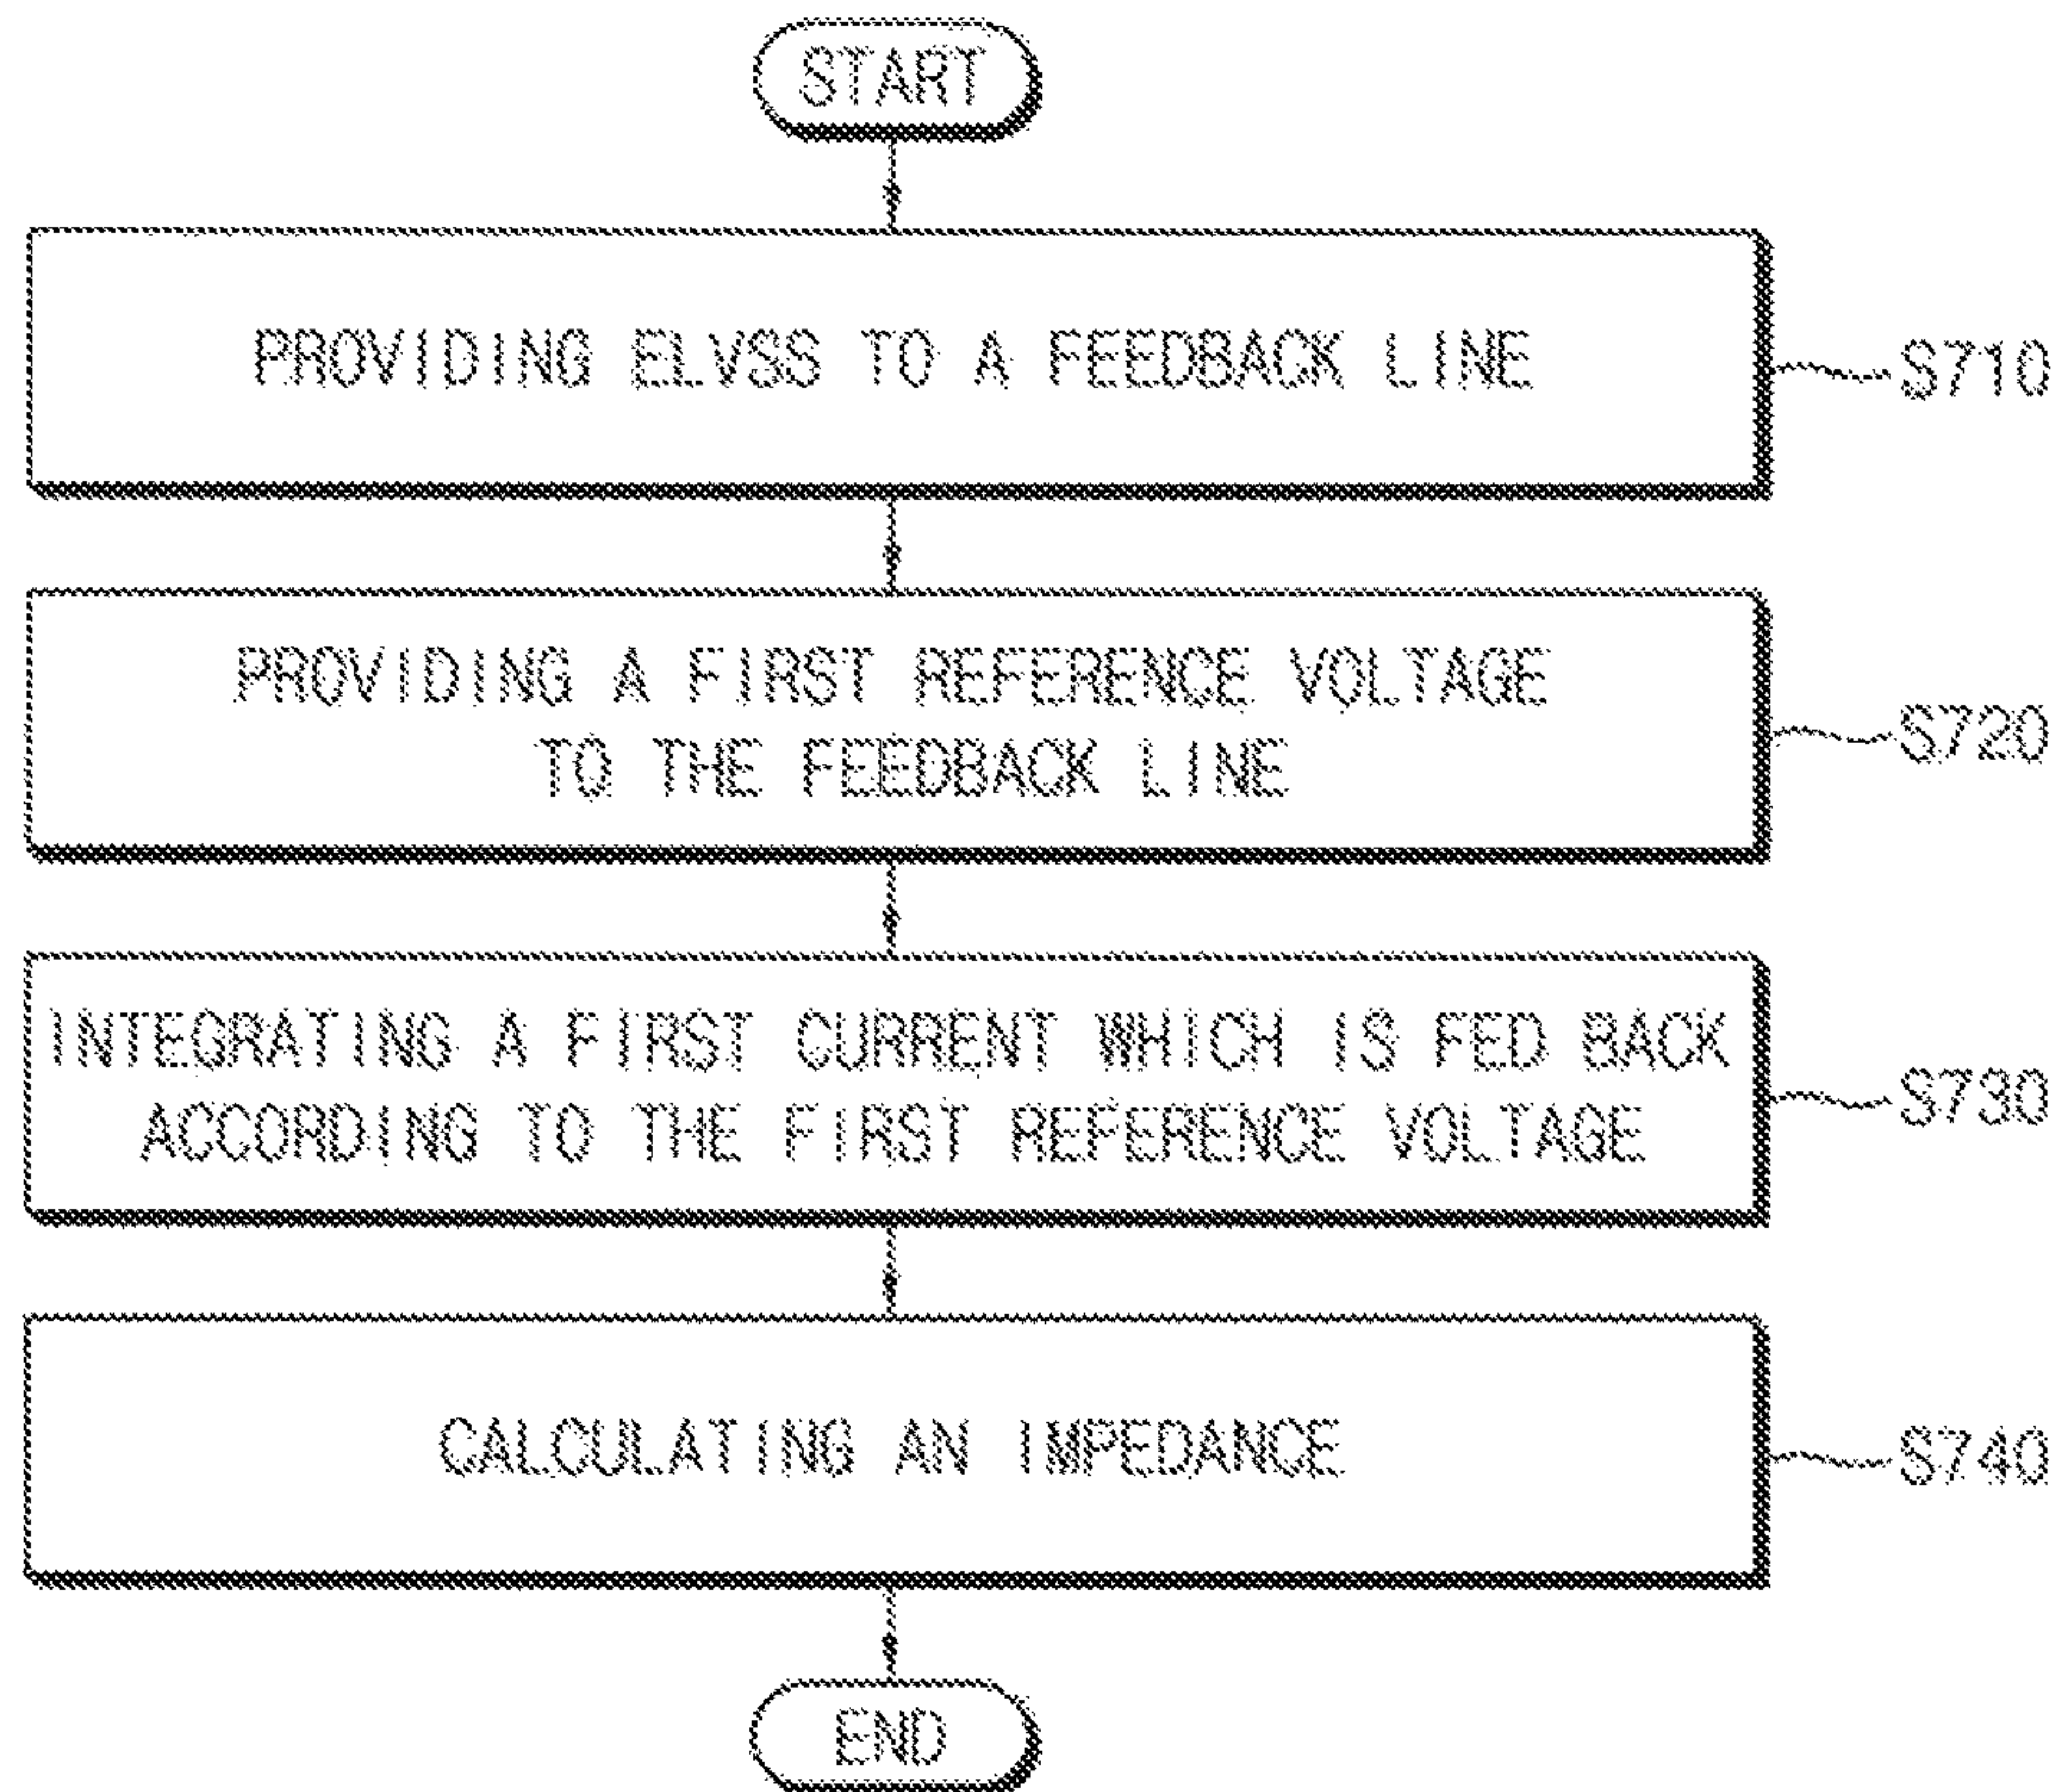 START
PROVIDING ELVSS TO A FEEDBACK LINE
S710
PROVIDING A FIRST REFERENCE VOLTAGE
TO THE FEEDBACK LINE
S720
INTEGRATING A FIRST CURRENT WHICH IS FED BACK
ACCORDING TO THE FIRST REFERENCE VOLTAGE
S730
CALCULATING AN IMPEDANCE
S740
END